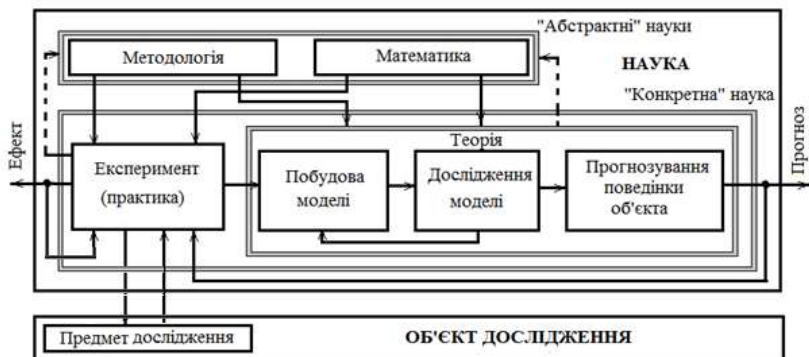 "Абстрактні" науки
Методологія
Математика
НАУКА
"Конкретна" наука
Ефект
Прогноз
Теорія
Експеримент
(практика)
Побудова
моделі
Дослідження
моделі
Прогнозування
поведінки
об'єкта
Предмет дослідження
ОБ'ЄКТ ДОСЛІДЖЕННЯ